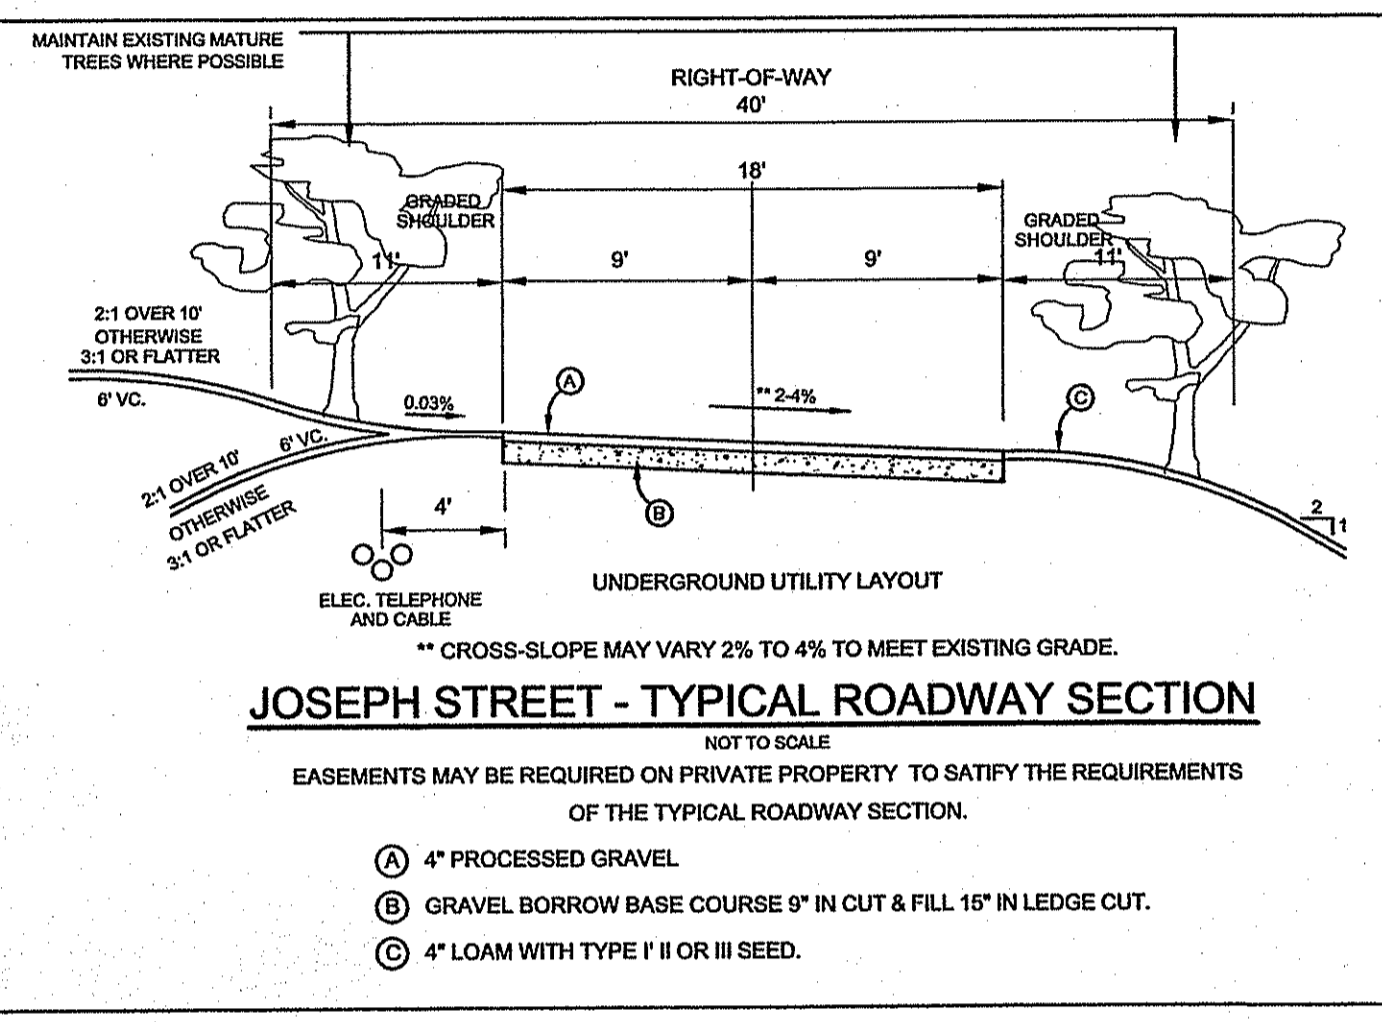 MAINTAIN EXISTING MATURE
TREES WHERE POSSIBLE
RIGHT-OF-WAY
40'
18'
GRADED
SHOULDER
11'
9'
9'
GRADED
SHOULDER
11'
2:1 OVER 10'
OTHERWISE
3:1 OR FLATTER
6' VC.
0.03%
A
** 2-4%
C
6' VC.
2:1 OVER 10'
OTHERWISE
3:1 OR FLATTER
4'
B
2
1
ELEC. TELEPHONE
AND CABLE
UNDERGROUND UTILITY LAYOUT
** CROSS-SLOPE MAY VARY 2% TO 4% TO MEET EXISTING GRADE.
JOSEPH STREET - TYPICAL ROADWAY SECTION
NOT TO SCALE
EASEMENTS MAY BE REQUIRED ON PRIVATE PROPERTY TO SATIFY THE REQUIREMENTS
OF THE TYPICAL ROADWAY SECTION.
A 4" PROCESSED GRAVEL
B GRAVEL BORROW BASE COURSE 9" IN CUT & FILL 15" IN LEDGE CUT.
C 4" LOAM WITH TYPE I' II OR III SEED.